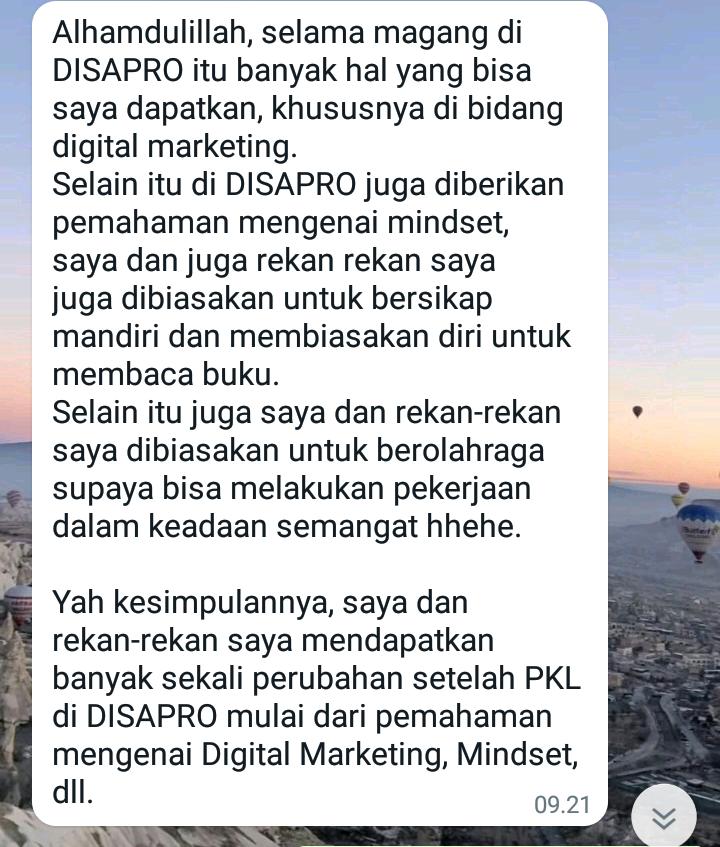 Alhamdulillah, selama magang di
DISAPRO itu banyak hal yang bisa
saya dapatkan, khususnya di bidang
digital marketing.
Selain itu di DISAPRO juga diberikan
pemahaman mengenai mindset,
saya dan juga rekan rekan saya
juga dibiasakan untuk bersikap
mandiri dan membiasakan diri untuk
membaca buku.
Selain itu juga saya dan rekan-rekan
saya dibiasakan untuk berolahraga
supaya bisa melakukan pekerjaan
dalam keadaan semangat hhehe.
Yah kesimpulannya, saya dan
rekan-rekan saya mendapatkan
banyak sekali perubahan setelah PKL
di DISAPRO mulai dari pemahaman
mengenai Digital Marketing, Mindset,
dll.
09.21